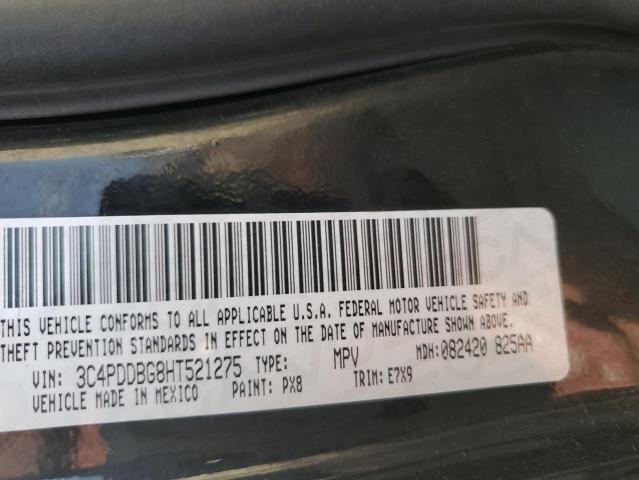 THIS VEHICLE CONFORMS TO ALL APPLICABLE U.S.A. FEDERAL MOTOR VEHICLE SAFETY AND
THEFT PREVENTION STANDARDS IN EFFECT ON THE DATE OF MANUFACTURE SHOWN ABOVE.
VIN: 3C4PDDBG8HT521275 TYPE: MPV MDH:082420 825AA
VEHICLE MADE IN MEXICO PAINT: PX8 TRIM: E7X9